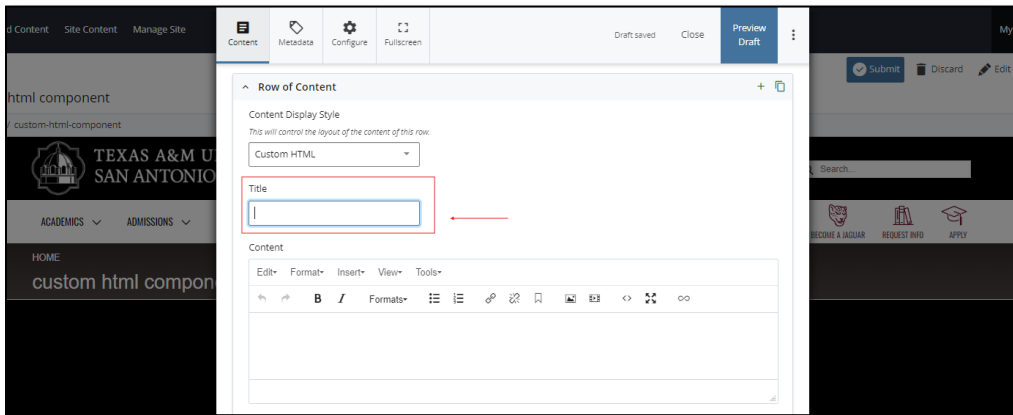 d Content Site Content Manage Site
Content
Metadata
Configure
Fullscreen
Draft saved
Close
Preview
Draft
My
Submit
Discard
Edit
html component
/ custom-html-component
Row of Content
Content Display Style
This will control the layout of the content of this row.
Custom HTML
TEXAS A&M U
SAN ANTONIO
Search...
Title
ACADEMICS
ADMISSIONS
BECOME A JAGUAR
REQUEST INFO
APPLY
HOME
custom html compon
Content
Edit Format Insert View Tools
B I Formats